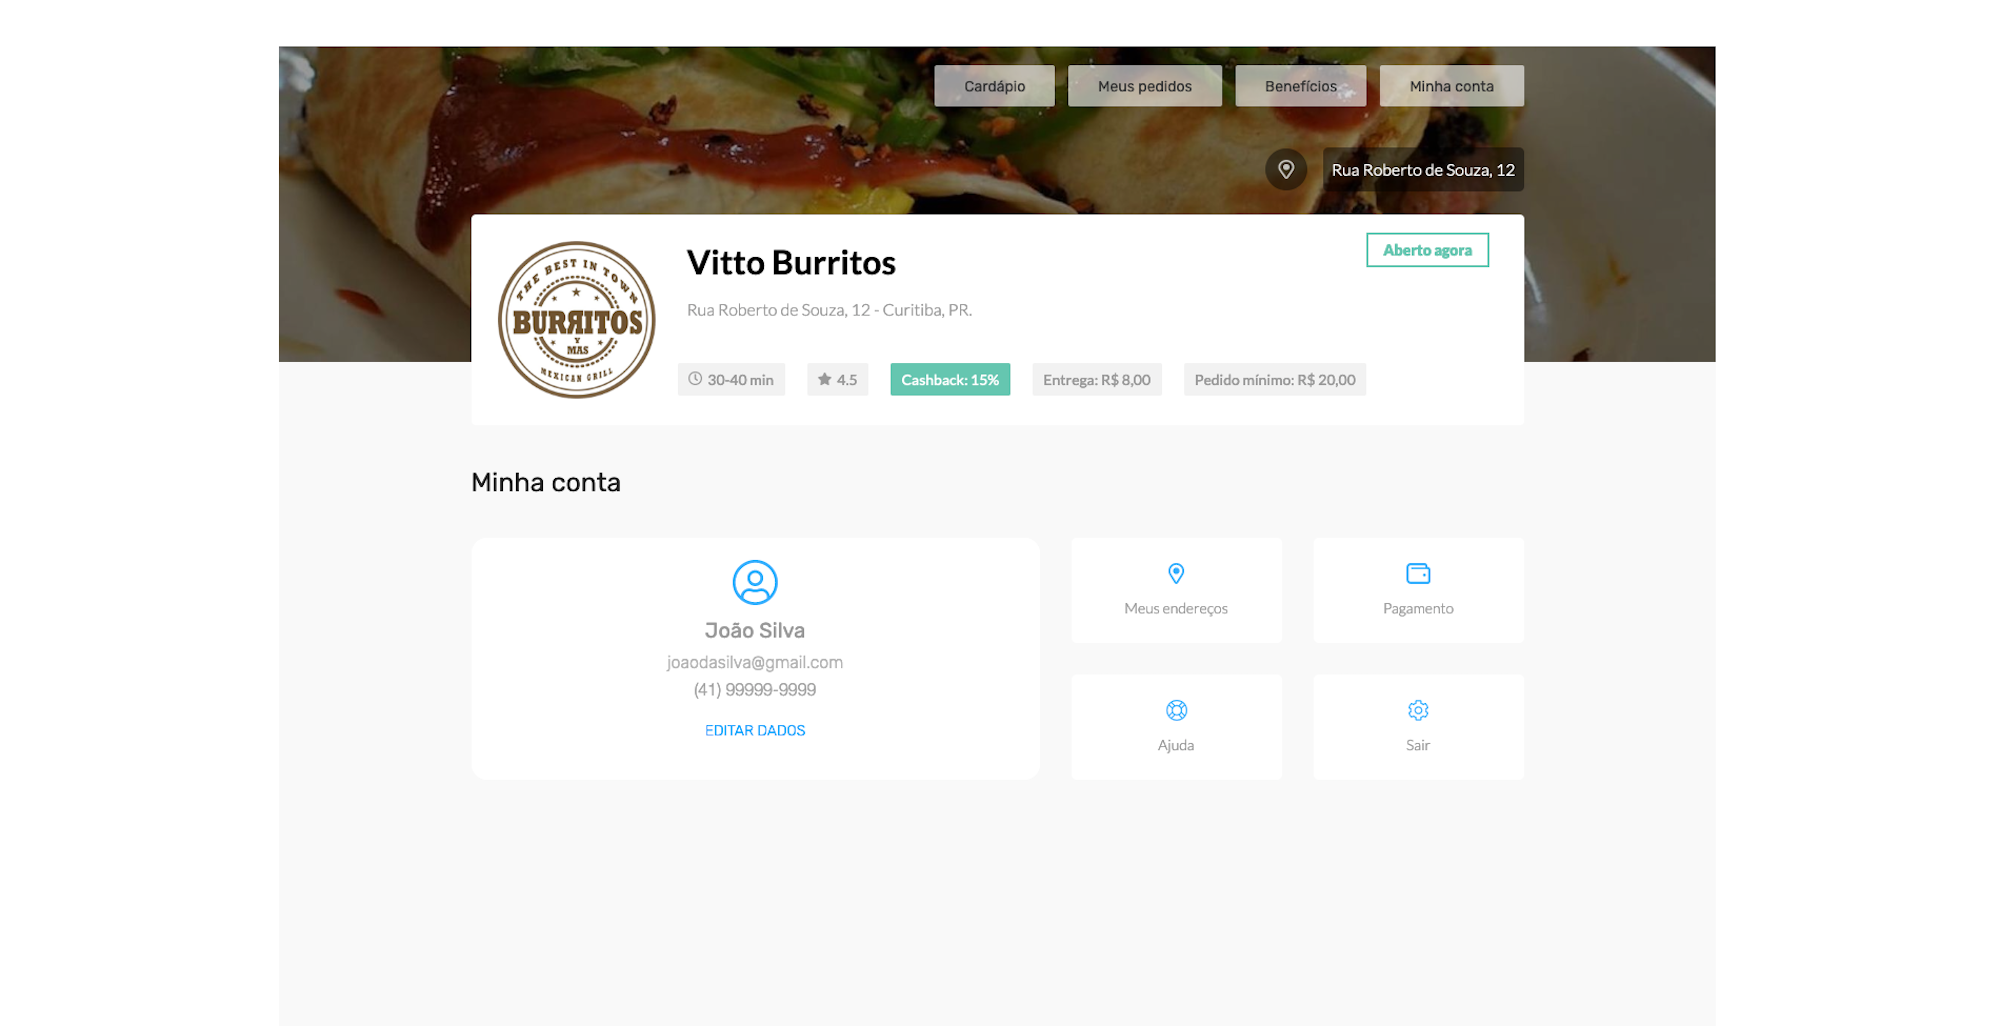 Cardápio
Meus pedidos
Benefícios
Minha conta
Rua Roberto de Souza, 12
THE BEST IN TOWN
BURRITOS
Y
MAS
MEXICAN GRILL
Vitto Burritos
Aberto agora
Rua Roberto de Souza, 12 - Curitiba, PR.
30-40 min
4.5
Cashback: 15%
Entrega: R$ 8,00
Pedido mínimo: R$ 20,00
Minha conta
João Silva
joaodasilva@gmail.com
(41) 99999-9999
EDITAR DADOS
Meus endereços
Pagamento
Ajuda
Sair